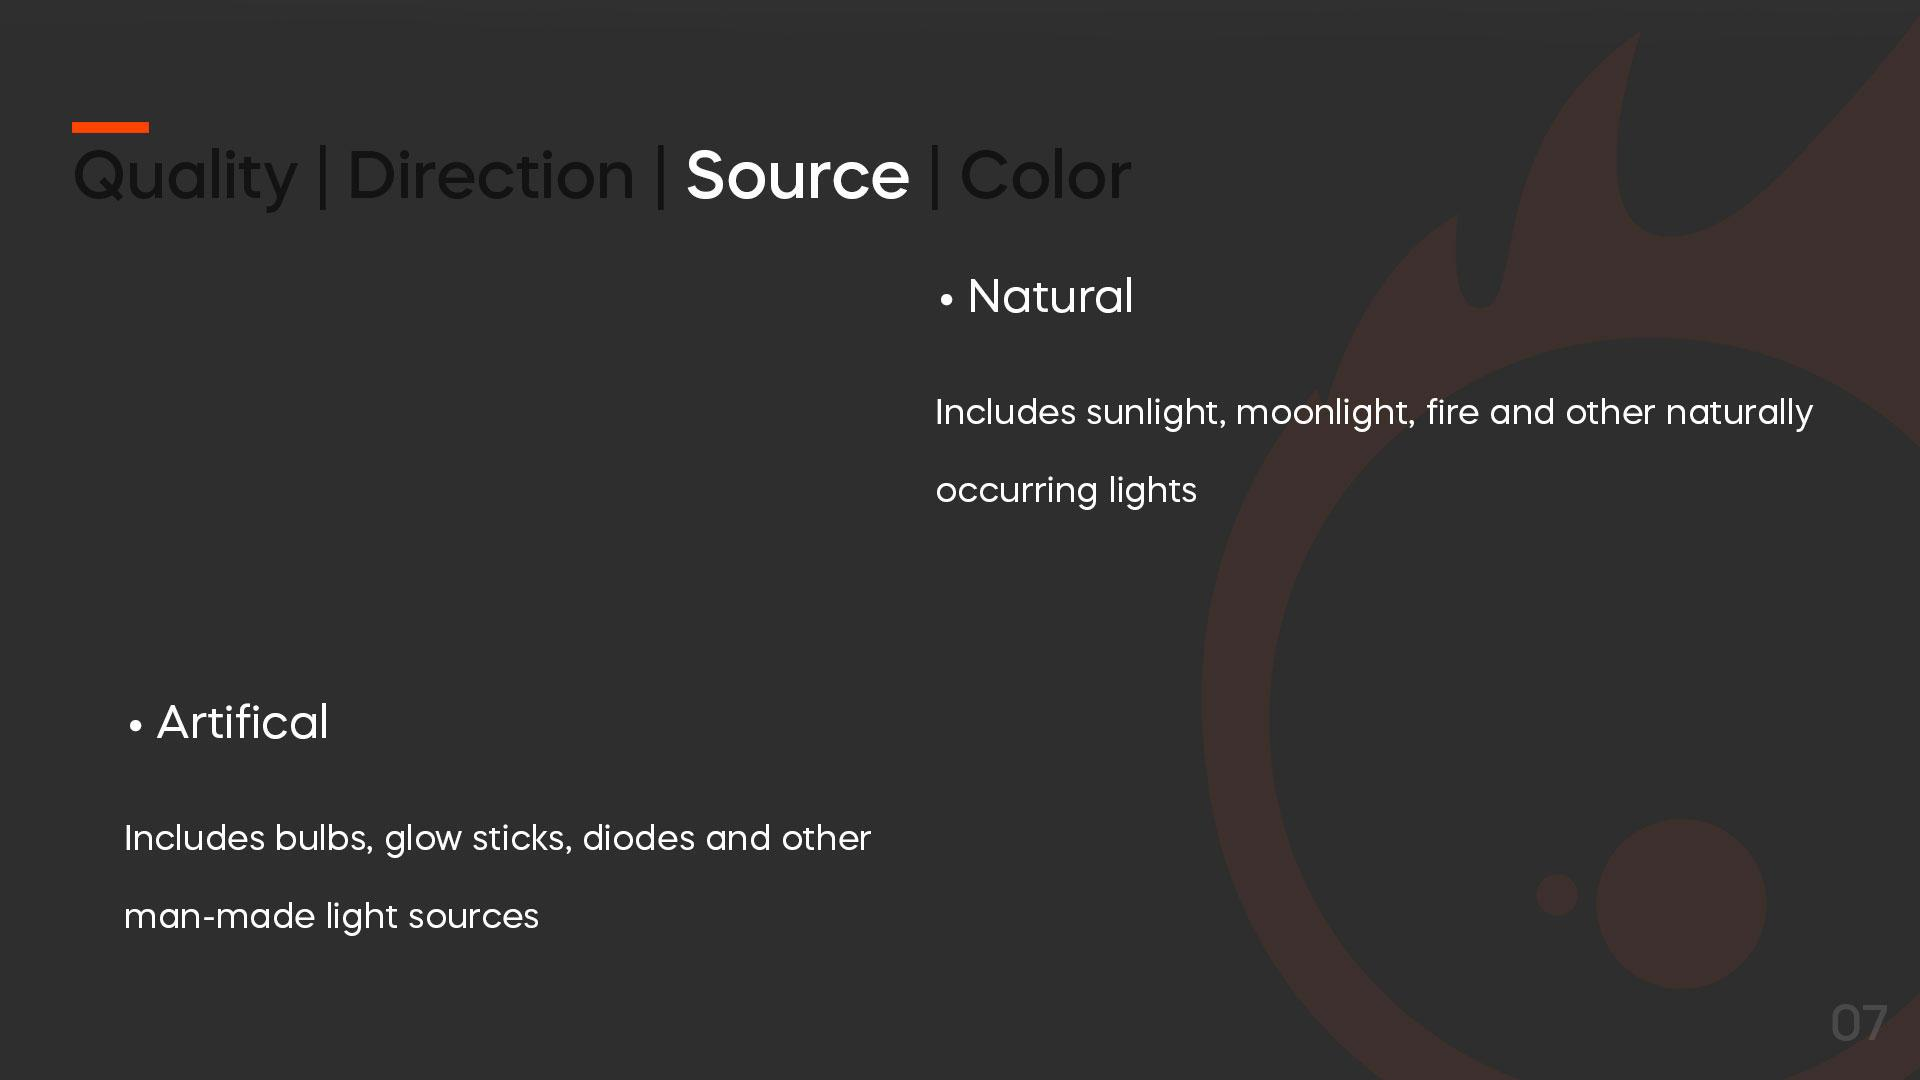 Quality | Direction | Source | Color
• Natural
Includes sunlight, moonlight, fire and other naturally
occurring lights
• Artifical
Includes bulbs, glow sticks, diodes and other
man-made light sources
07